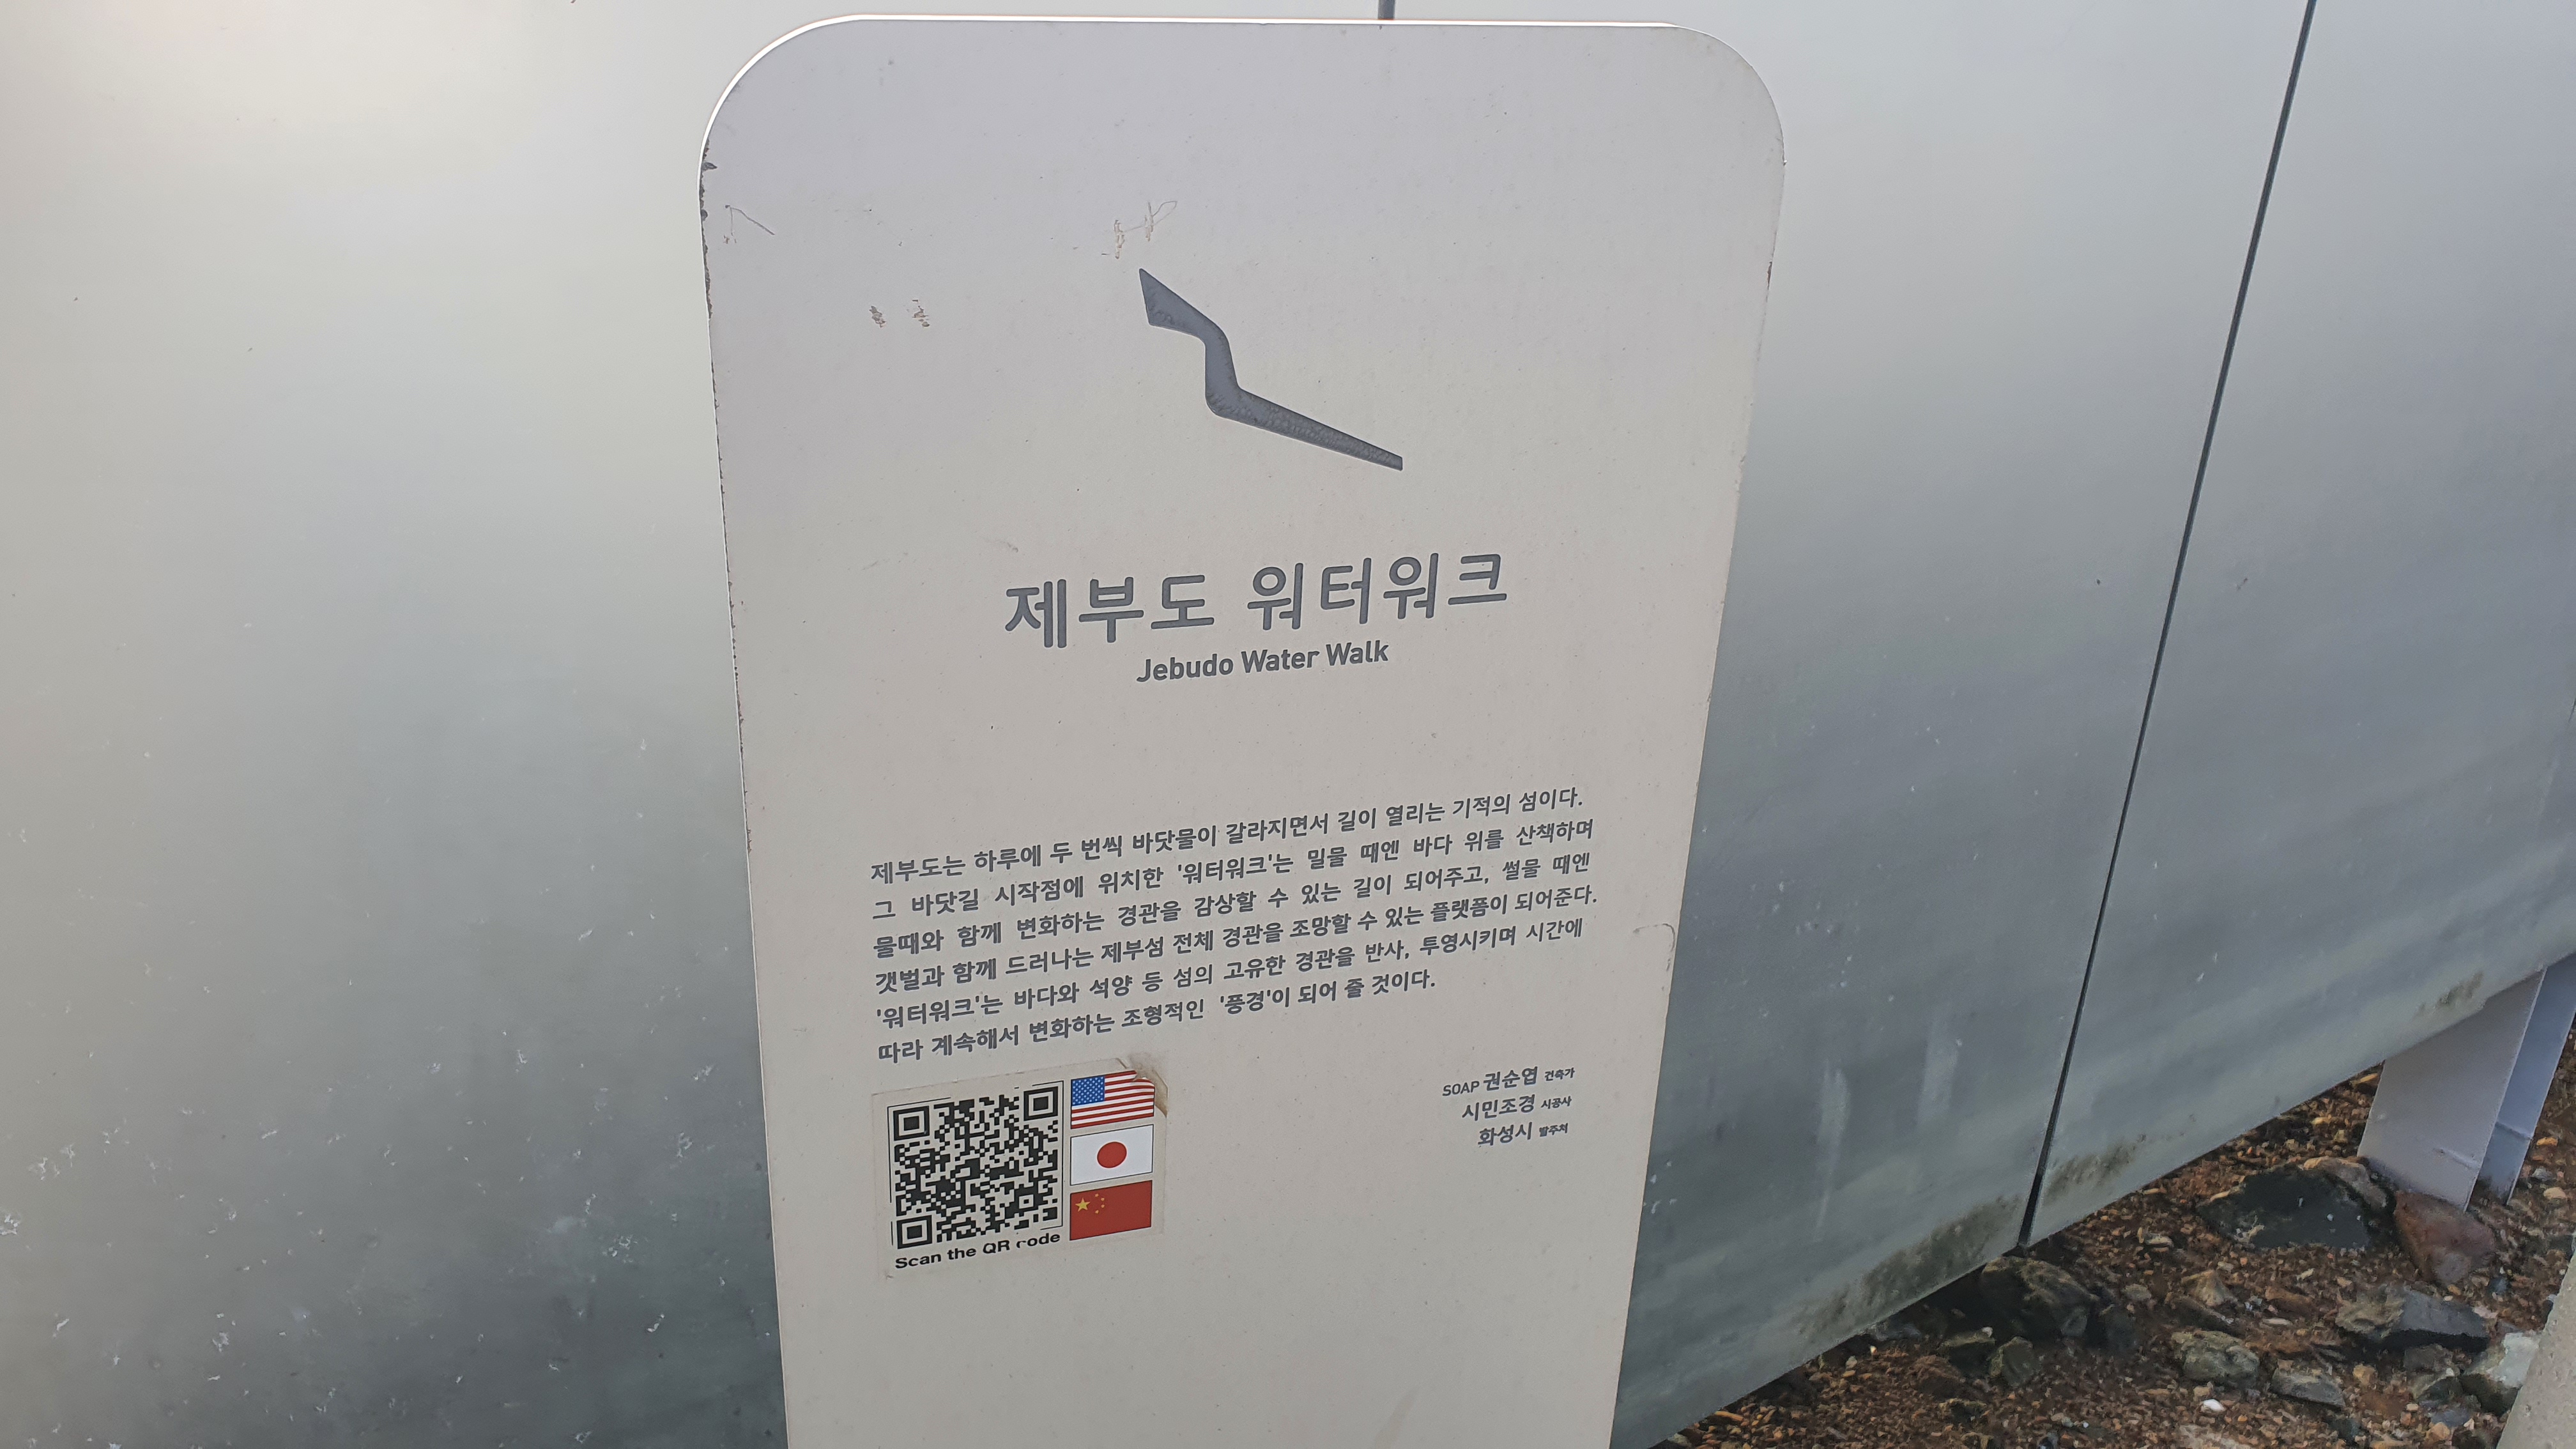 제부도 워터워크
Jebudo Water Walk
제부도는 하루에 두 번씩 바닷물이 갈라지면서 길이 열리는 기적의 섬이다.
그 바닷길 시작점에 위치한 '워터워크'는 밀물 때엔 바다 위를 산책하며
물때와 함께 변화하는 경관을 감상할 수 있는 길이 되어주고, 썰물 때엔
갯벌과 함께 드러나는 제부섬 전체 경관을 조망할 수 있는 플랫폼이 되어준다.
'워터워크'는 바다와 석양 등 섬의 고유한 경관을 반사, 투영시키며 시간에
따라 계속해서 변화하는 조형적인 '풍경'이 되어 줄 것이다.
SOAP 권순엽 건축가
시민조경 시공사
화성시 발주처
Scan the QR code